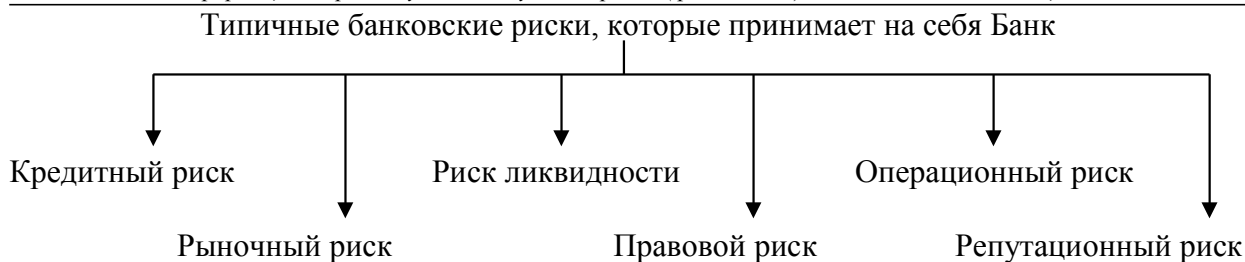 Типичные банковские риски, которые принимает на себя Банк
Кредитный риск
Риск ликвидности
Операционный риск
Рыночный риск
Правовой риск
Репутационный риск